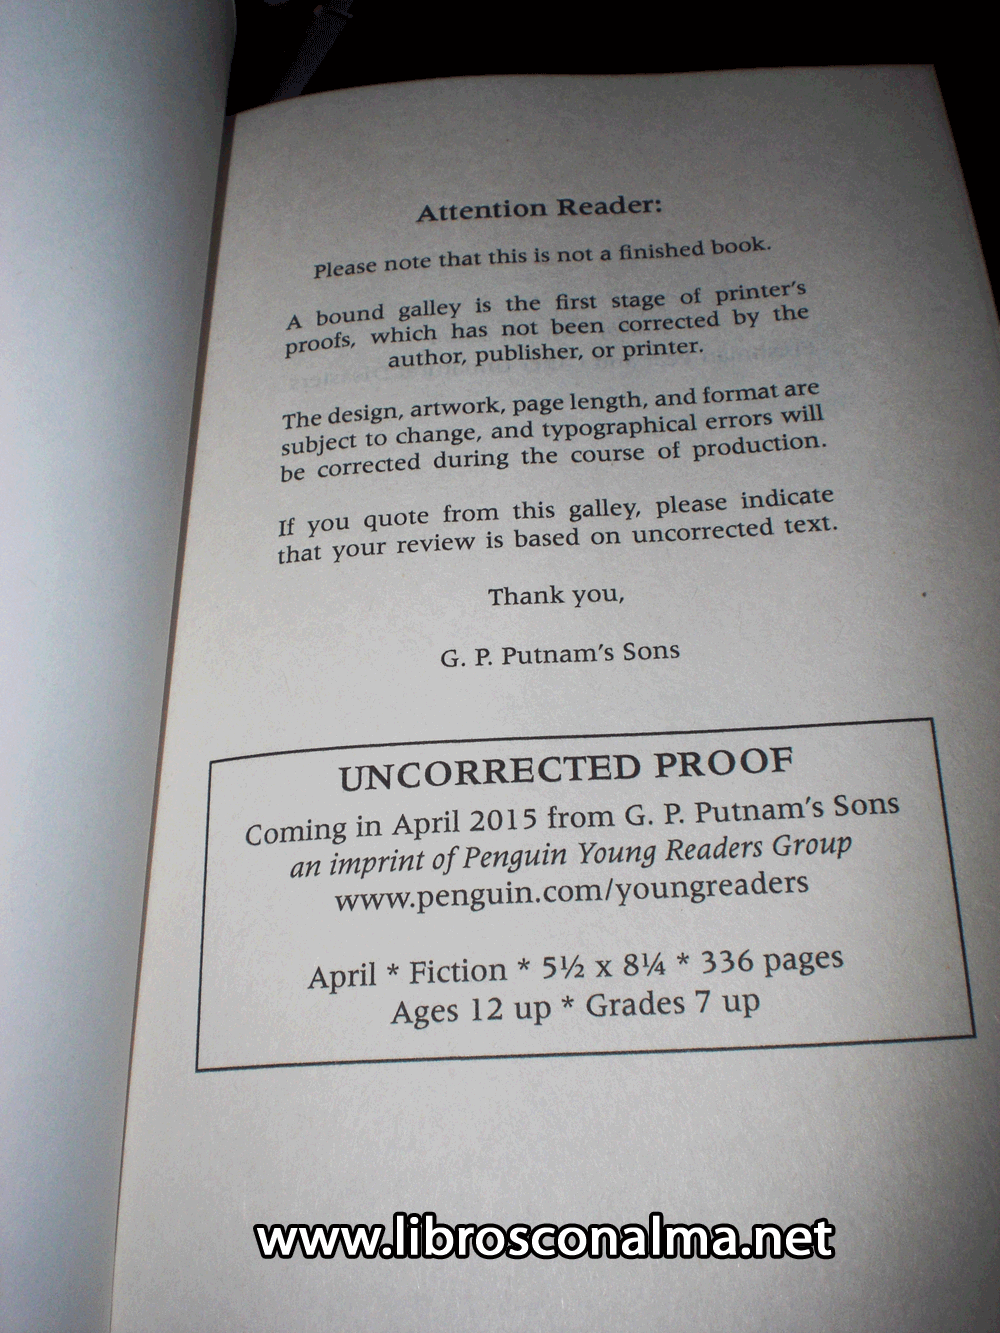 Attention Reader:
Please note that this is not a finished book.
A bound galley is the first stage of printer's
proofs, which has not been corrected by the
author, publisher, or printer.
The design, artwork, page length, and format are
subject to change, and typographical errors will
be corrected during the course of production.
If you quote from this galley, please indicate
that your review is based on uncorrected text.
Thank you,
G. P. Putnam's Sons
UNCORRECTED PROOF
Coming in April 2015 from G. P. Putnam's Sons
an imprint of Penguin Young Readers Group
www.penguin.com/youngreaders
April * Fiction * 5½ x 8¼ * 336 pages
Ages 12 up * Grades 7 up
www.librosconalma.net